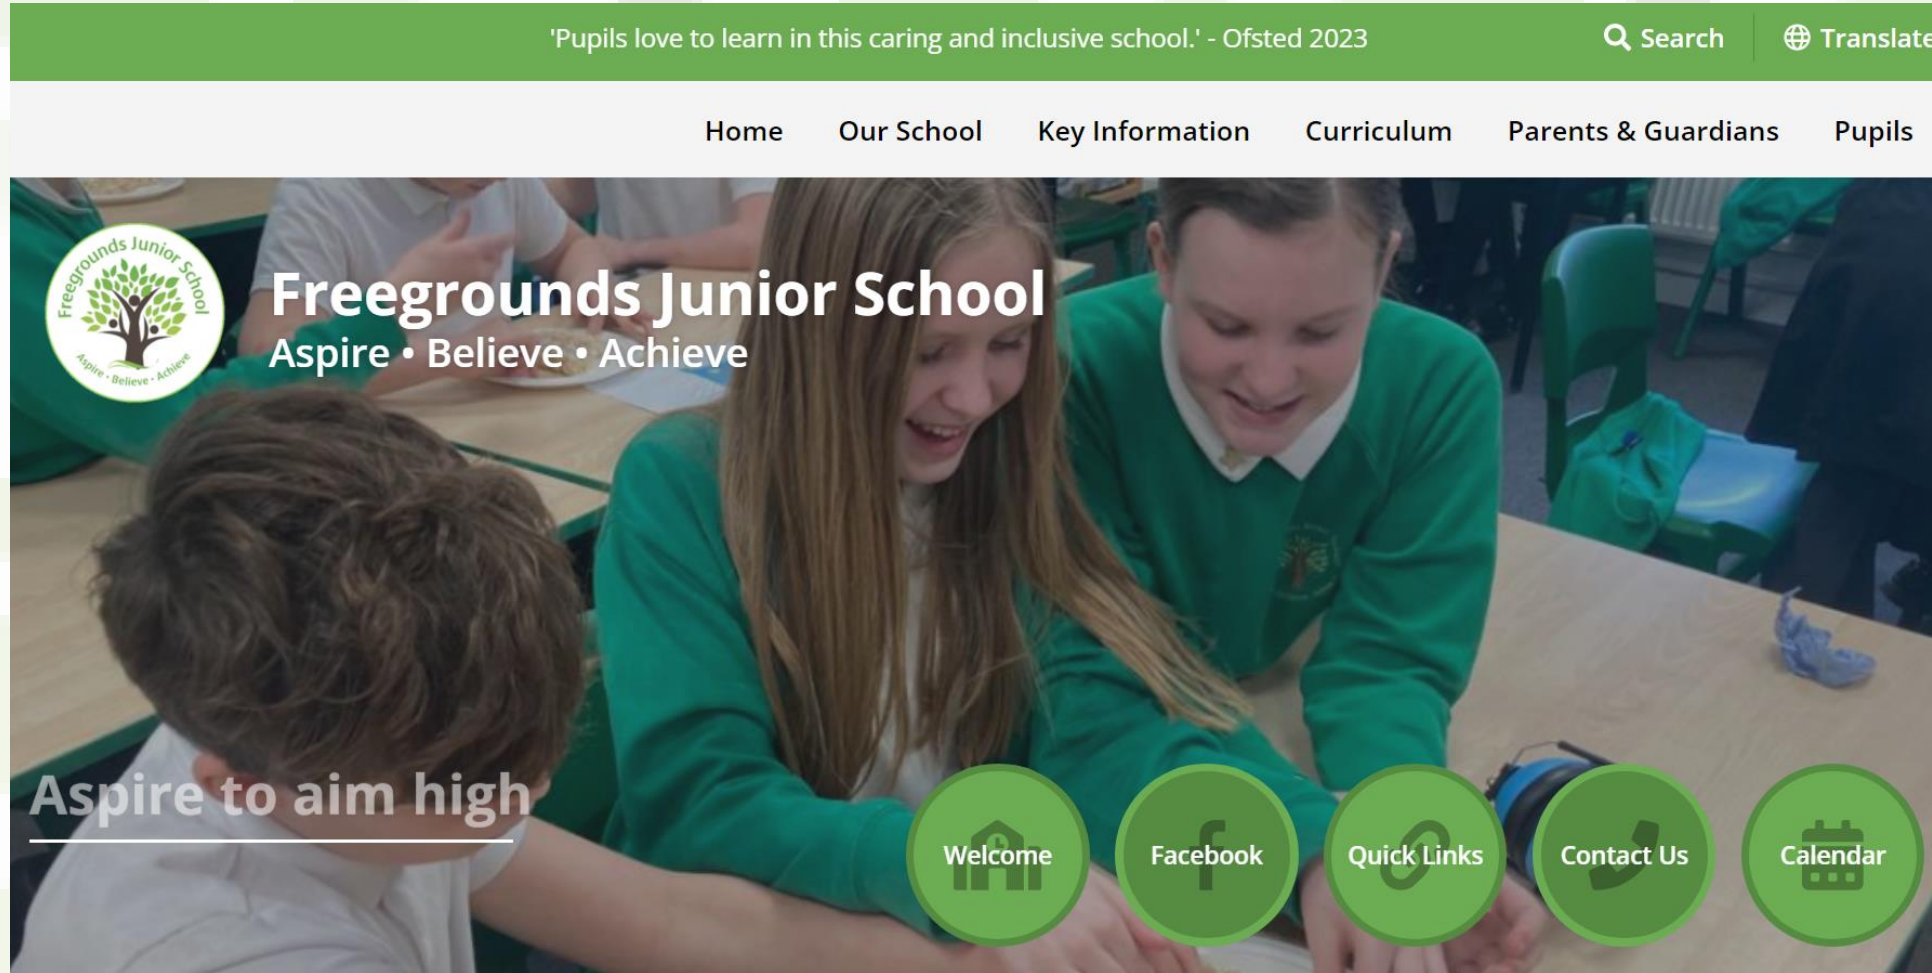 'Pupils love to learn in this caring and inclusive school.' - Ofsted 2023
Search
Translate
Home
Our School
Key Information
Curriculum
Parents & Guardians
Pupils
Freegrounds Junior School
Aspire • Believe • Achieve
Freegrounds Junior School
Aspire • Believe • Achieve
Aspire to aim high
Welcome
Facebook
Quick Links
Contact Us
Calendar